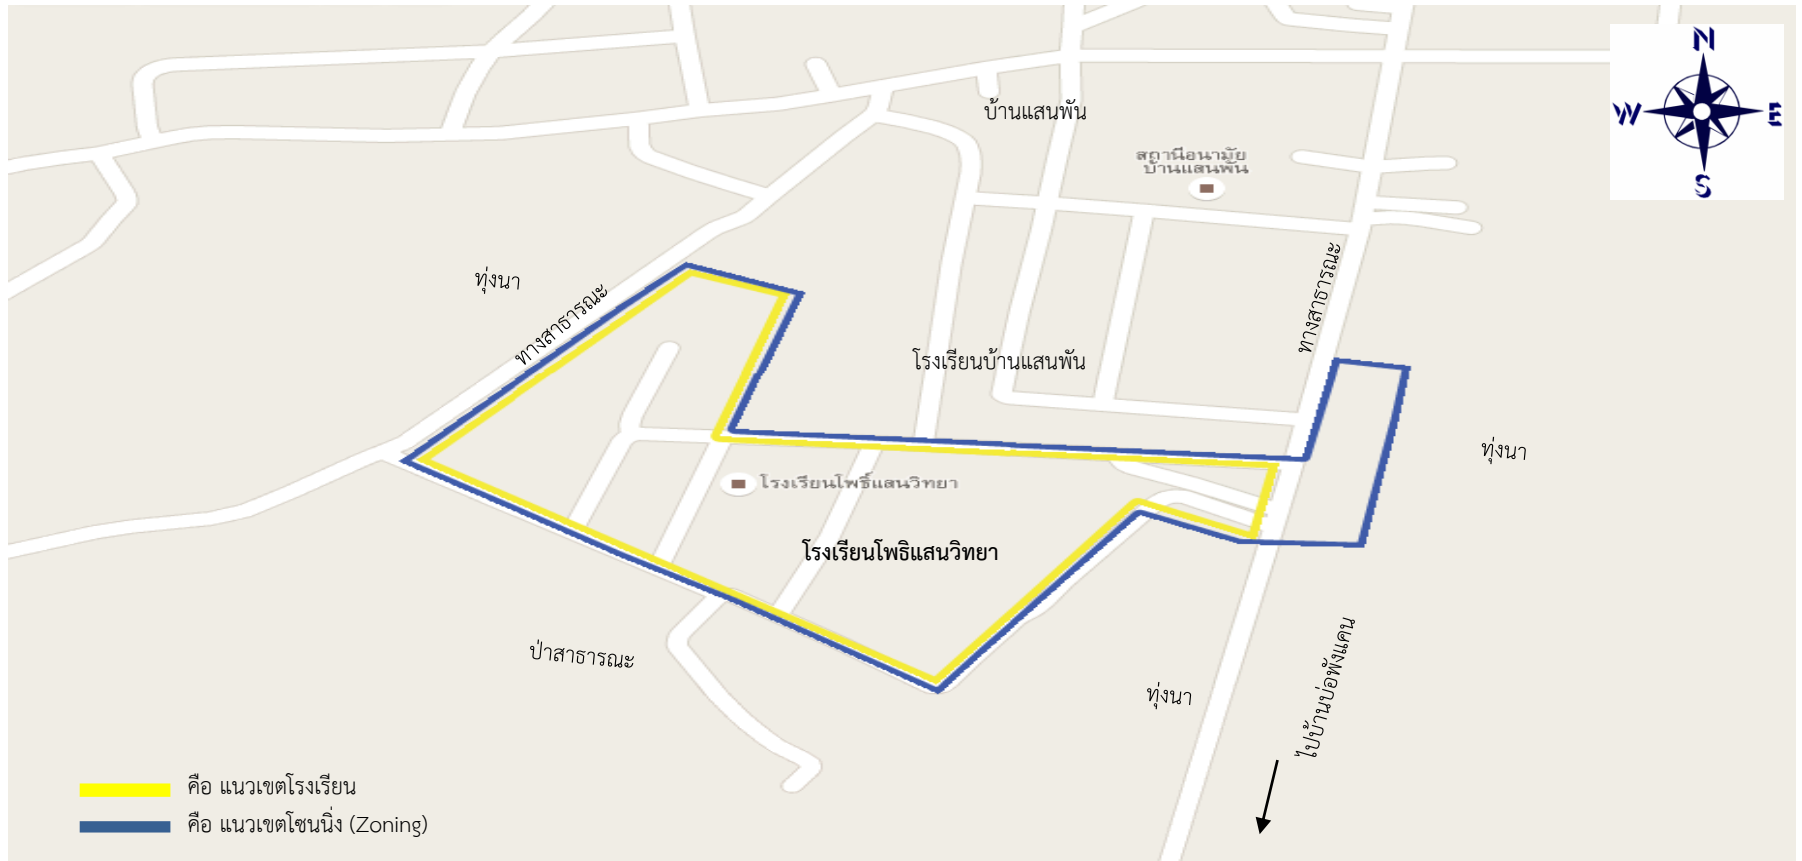 N
บ้านแสนพัน
W
E
สถานีอนามัย
บ้านแสนพัน
S
ทุ่งนา
ทางสาธารณะ
ทางสาธารณะ
โรงเรียนบ้านแสนพัน
ทุ่งนา
โรงเรียนโพธิ์แสนวิทยา
โรงเรียนโพธิแสนวิทยา
ป่าสาธารณะ
ทุ่งนา
ไปบ้านบ่อพังแคน
คือ แนวเขตโรงเรียน
คือ แนวเขตโซนนิ่ง (Zoning)